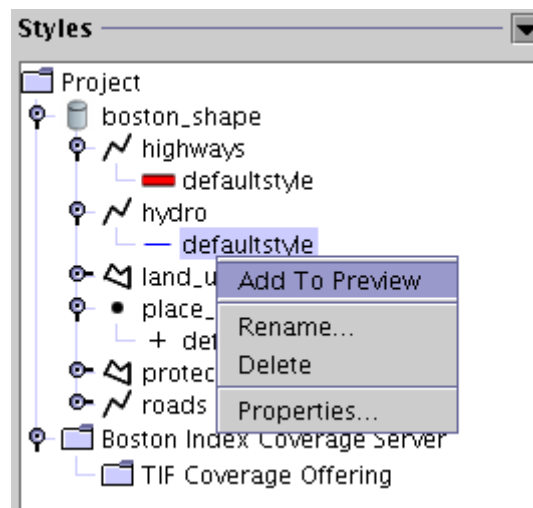 Styles
Project
boston_shape
highways
defaultstyle
hydro
defaultstyle
land_u
Add To Preview
place_
Rename...
def
Delete
protec
roads
Properties...
Boston Index Coverage Server
TIF Coverage Offering